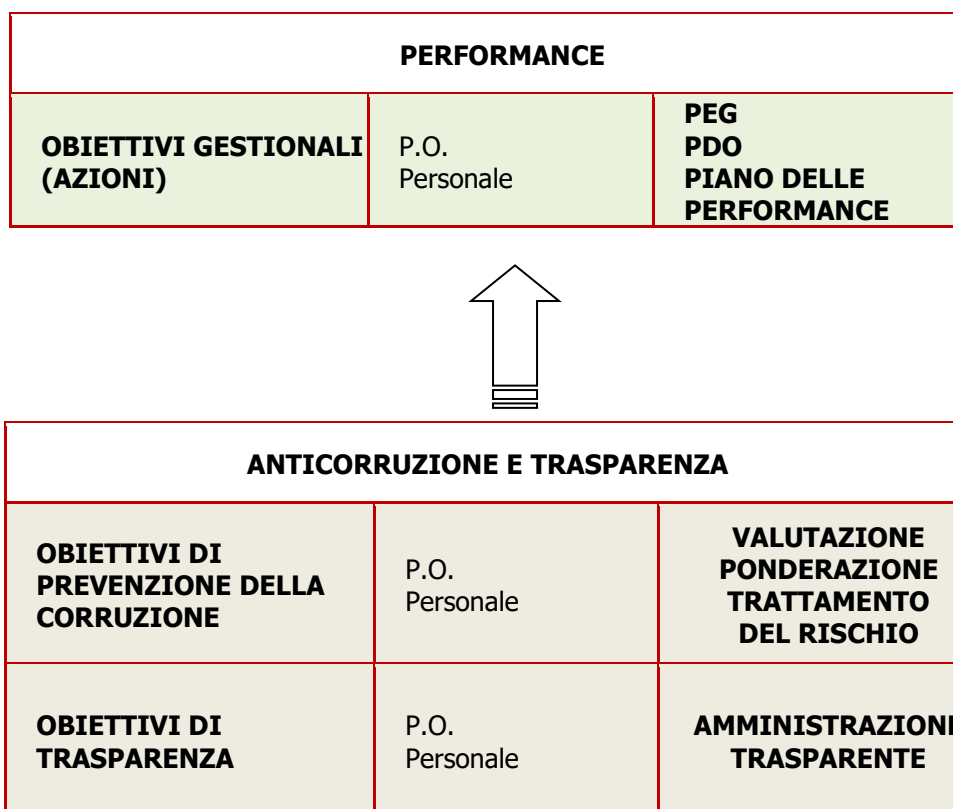 PERFORMANCE
OBIETTIVI GESTIONALI
(AZIONI)
P.O.
Personale
PEG
PDO
PIANO DELLE
PERFORMANCE
ANTICORRUZIONE E TRASPARENZA
OBIETTIVI DI
PREVENZIONE DELLA
CORRUZIONE
P.O.
Personale
VALUTAZIONE
PONDERAZIONE
TRATTAMENTO
DEL RISCHIO
OBIETTIVI DI
TRASPARENZA
P.O.
Personale
AMMINISTRAZIONE
TRASPARENTE